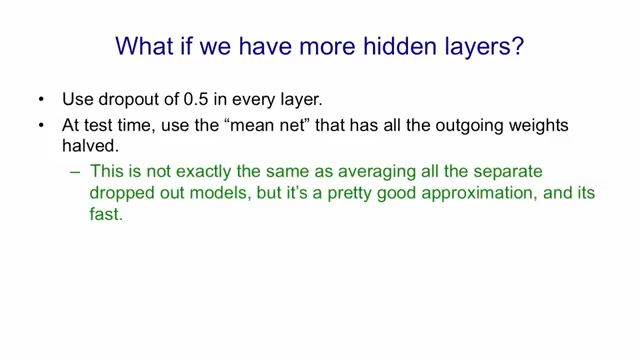 What if we have more hidden layers?
• Use dropout of 0.5 in every layer.
• At test time, use the “mean net” that has all the outgoing weights
halved.
– This is not exactly the same as averaging all the separate
dropped out models, but it’s a pretty good approximation, and its
fast.